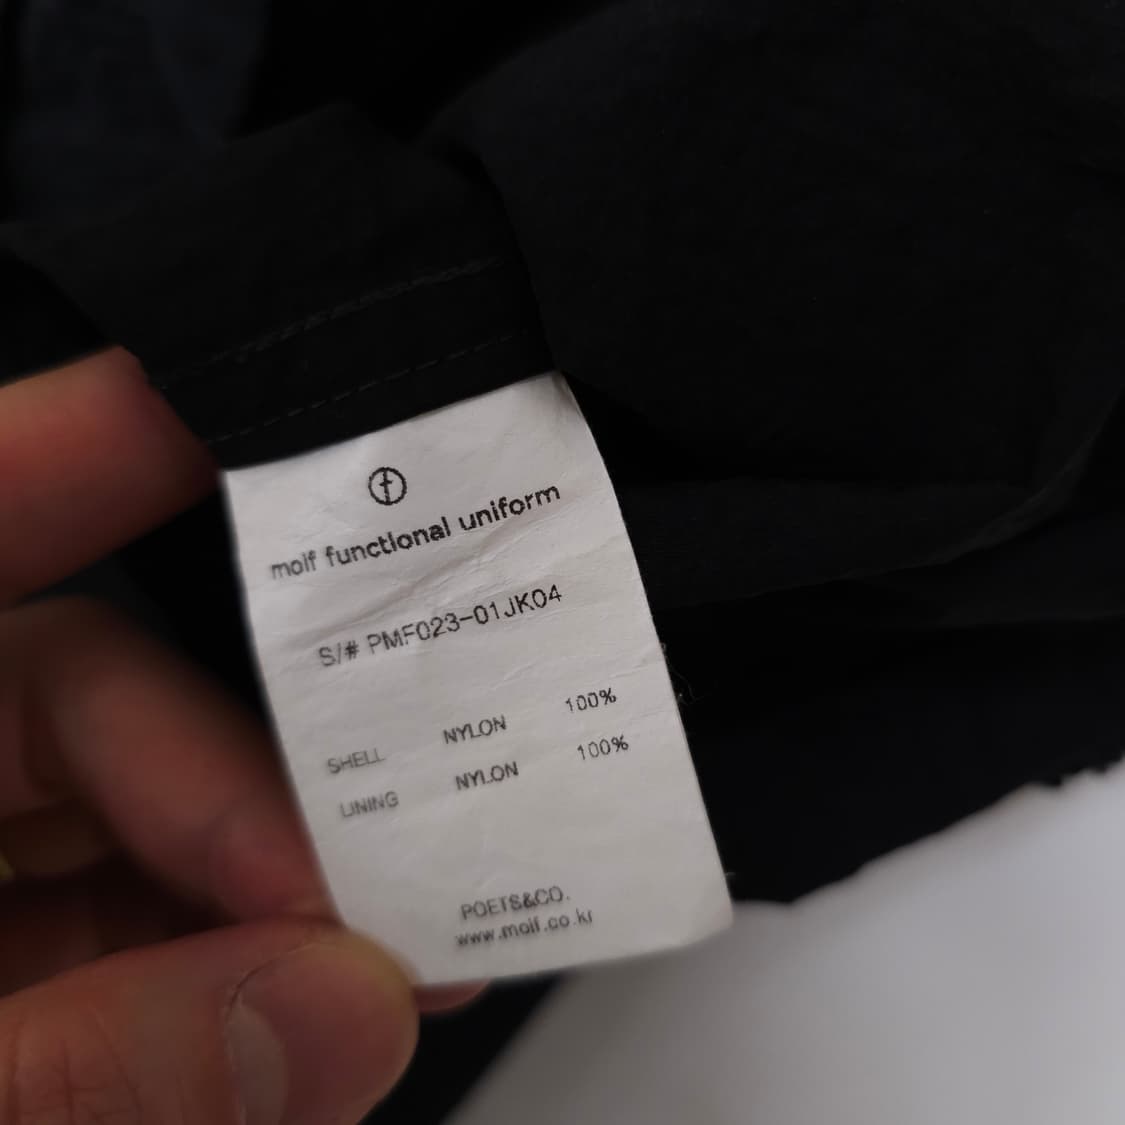 moif functional uniform
S/# PMF023-01JK04
SHELL NYLON 100%
LINING NYLON 100%
POETS&CO.
www.moif.co.kr